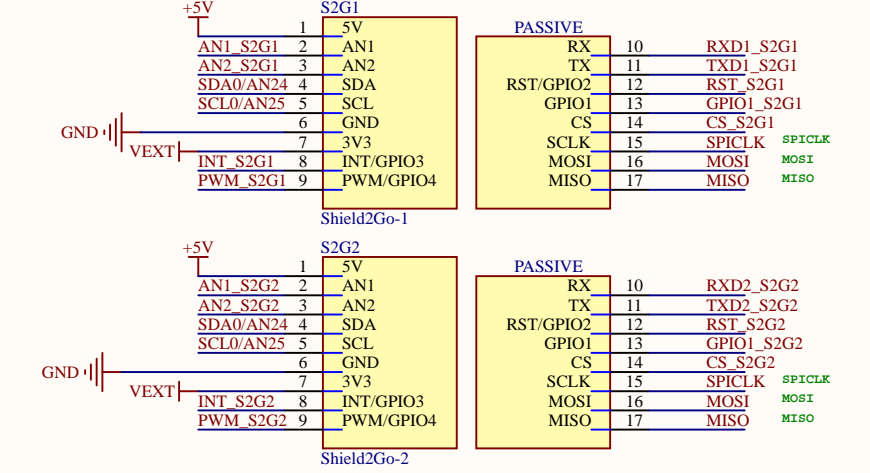 +5V S2G1
1 5V PASSIVE
AN1_S2G1 2 AN1 RX 10 RXD1_S2G1
AN2_S2G1 3 AN2 TX 11 TXD1_S2G1
SDA0/AN24 4 SDA RST/GPIO2 12 RST_S2G1
SCL0/AN25 5 SCL GPIO1 13 GPIO1_S2G1
6 GND CS 14 CS_S2G1
GND
7 3V3 SCLK 15 SPICLK SPICLK
VEXT
INT_S2G1 8 INT/GPIO3 MOSI 16 MOSI MOSI
PWM_S2G1 9 PWM/GPIO4 MISO 17 MISO MISO
Shield2Go-1
+5V S2G2
1 5V PASSIVE
AN1_S2G2 2 AN1 RX 10 RXD2_S2G2
AN2_S2G2 3 AN2 TX 11 TXD2_S2G2
SDA0/AN24 4 SDA RST/GPIO2 12 RST_S2G2
SCL0/AN25 5 SCL GPIO1 13 GPIO1_S2G2
6 GND CS 14 CS_S2G2
GND
7 3V3 SCLK 15 SPICLK SPICLK
VEXT
INT_S2G2 8 INT/GPIO3 MOSI 16 MOSI MOSI
PWM_S2G2 9 PWM/GPIO4 MISO 17 MISO MISO
Shield2Go-2